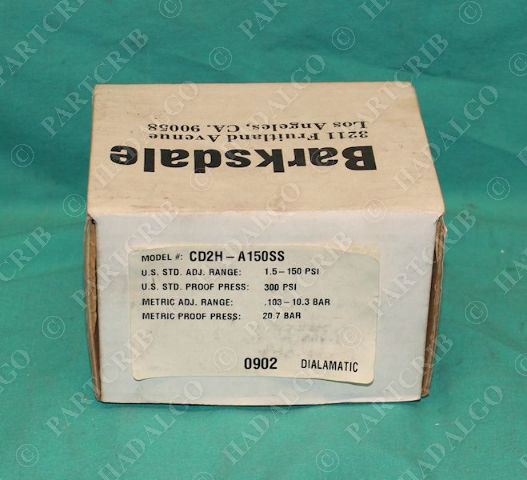 Barksdale
3211 Fruitland Avenue
Los Angeles, CA. 90058
MODEL #: CD2H-A150SS
U.S. STD. ADJ. RANGE: 1.5-150 PSI
U.S. STD. PROOF PRESS: 300 PSI
METRIC ADJ. RANGE: .103-10.3 BAR
METRIC PROOF PRESS: 20.7 BAR
0902 DIALAMATIC
© PARTCRIB
© HADALGO